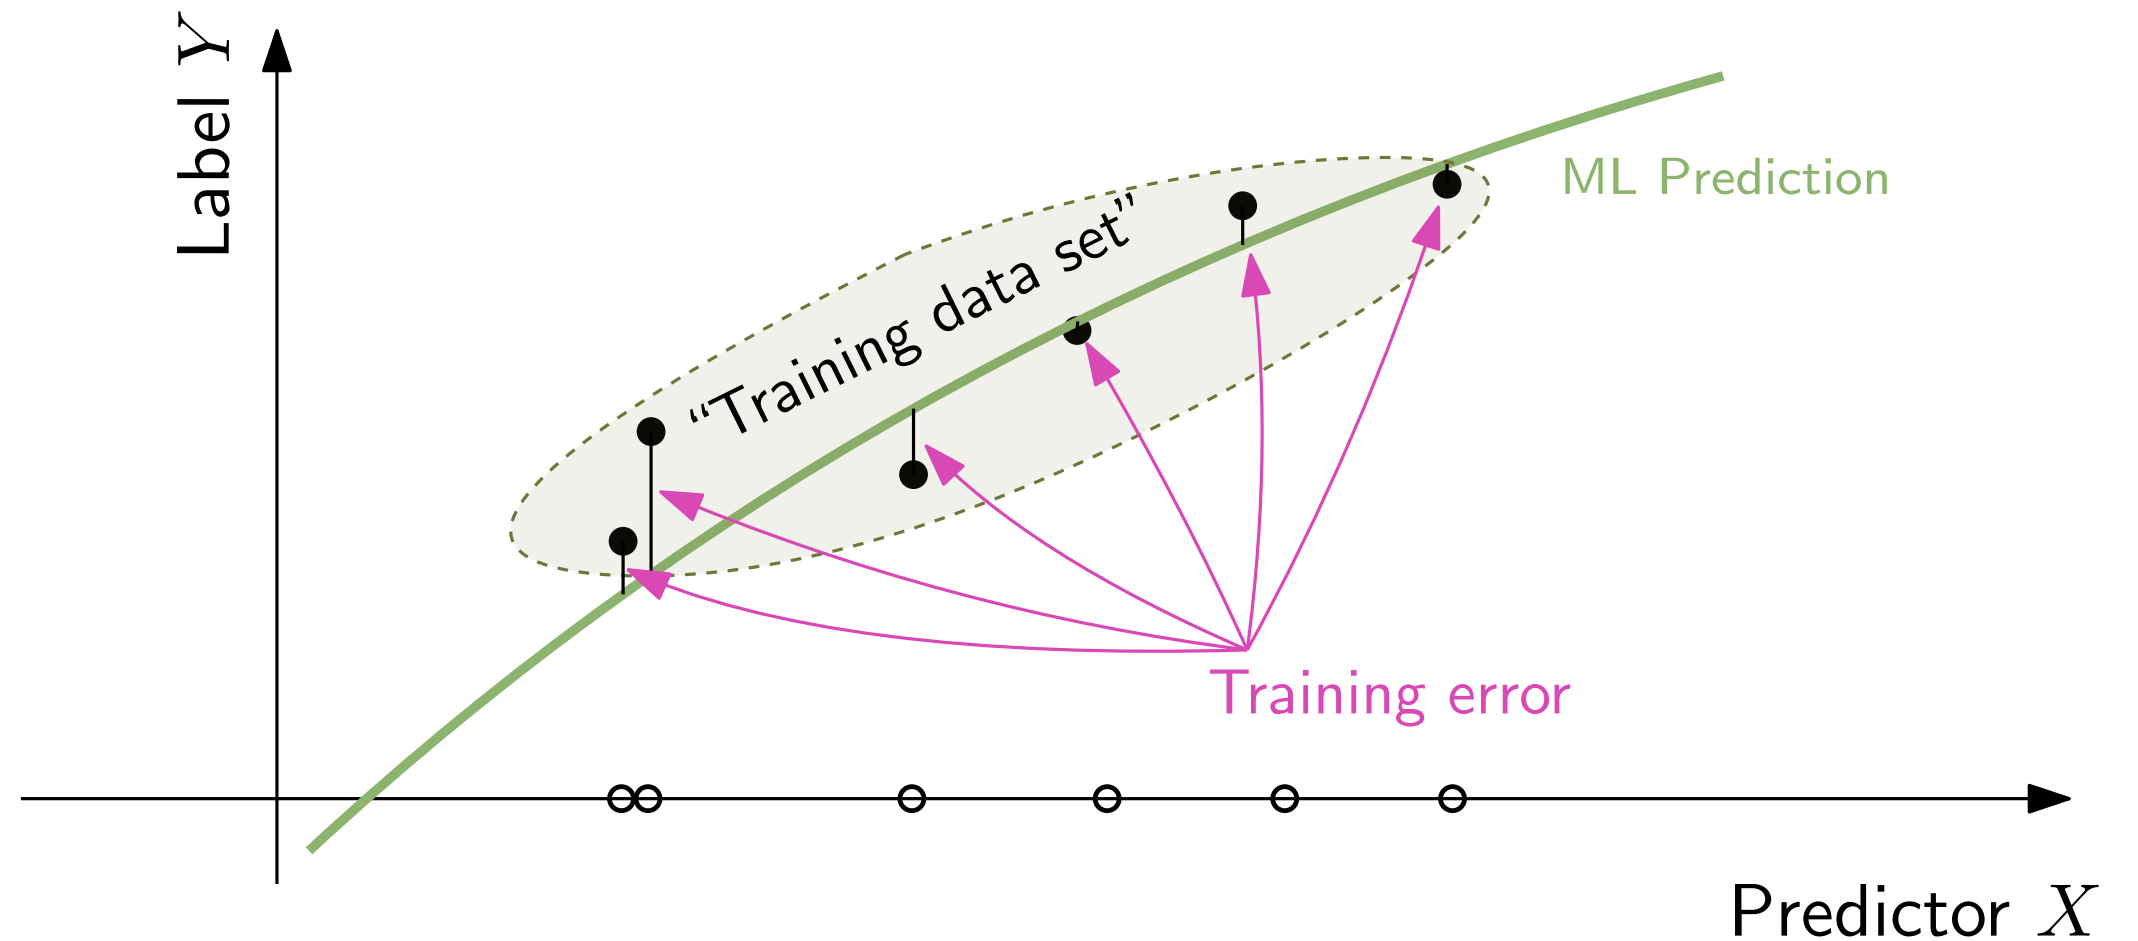 Label Y
ML Prediction
“Training data set”
Training error
Predictor X